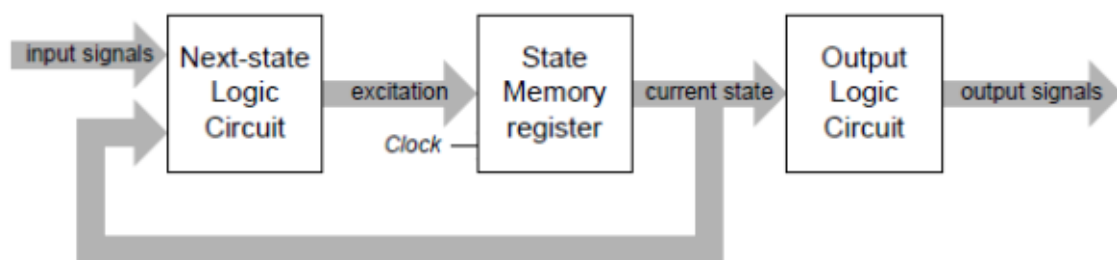 input signals
Next-state
Logic
Circuit
excitation
State
Memory
register
Clock
current state
Output
Logic
Circuit
output signals